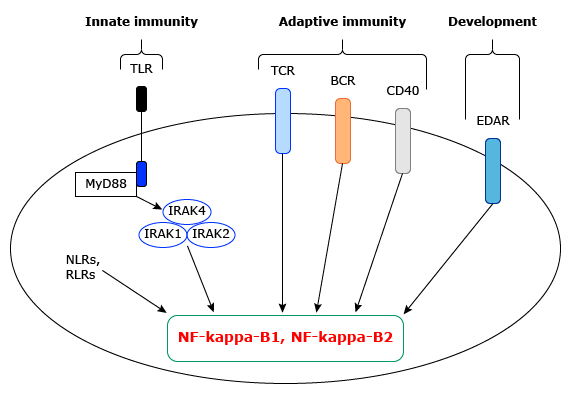 Innate immunity
Adaptive immunity
Development
TLR
TCR
BCR
CD40
EDAR
MyD88
IRAK4
IRAK1
IRAK2
NLRs,
RLRs
NF-kappa-B1, NF-kappa-B2